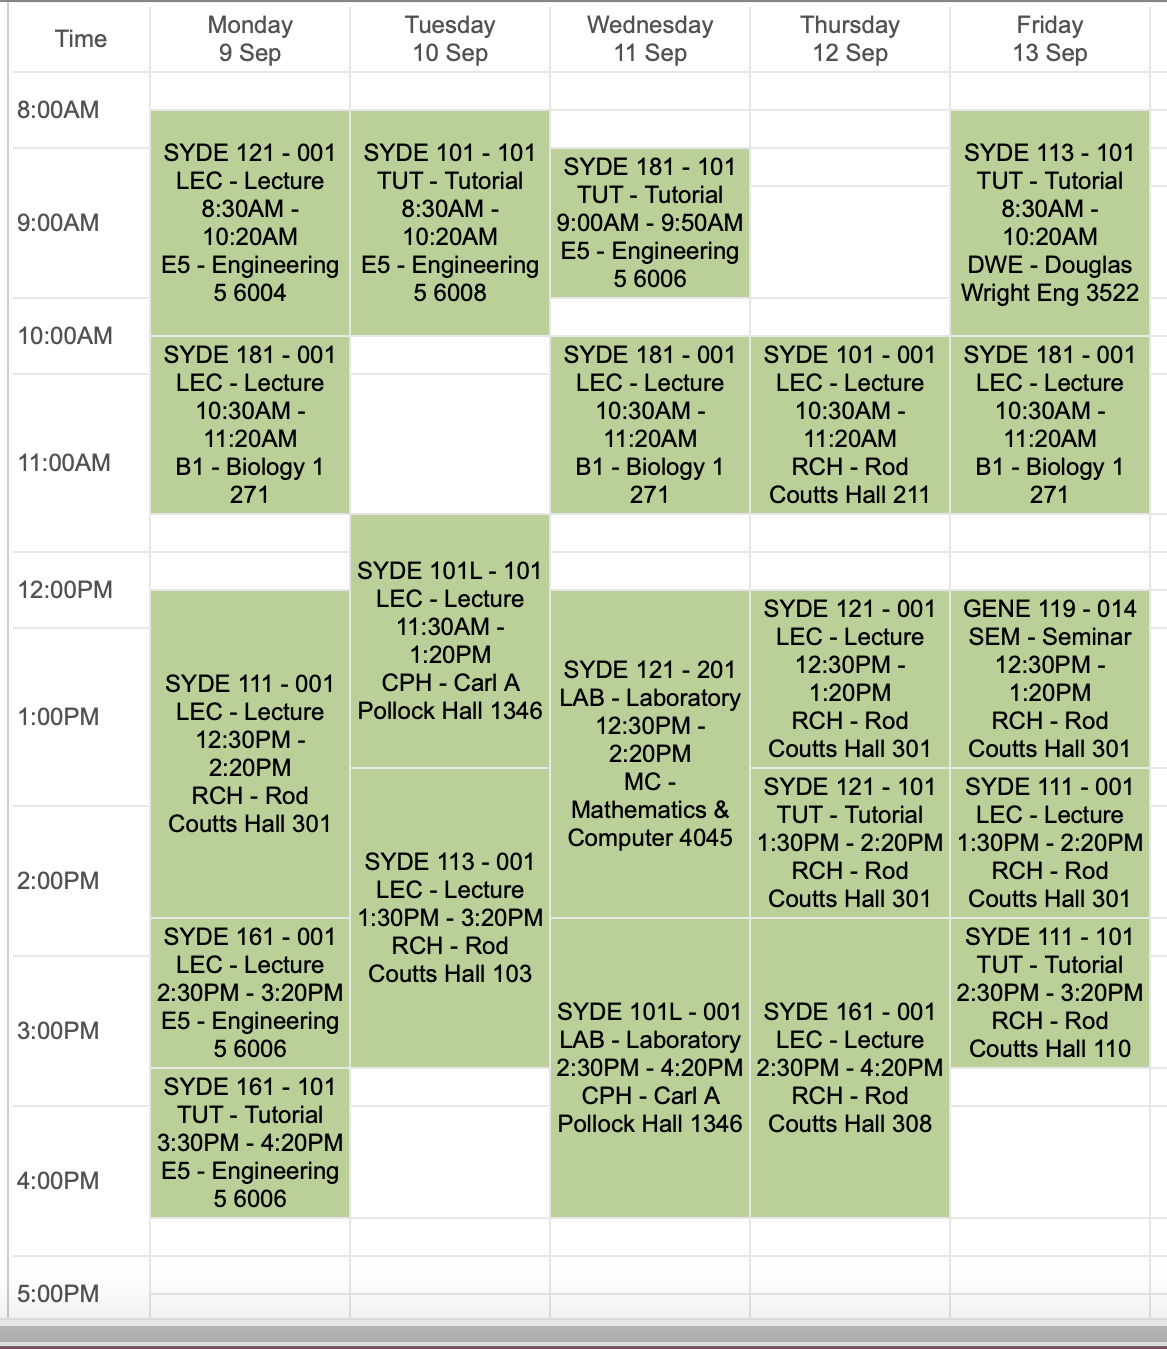 Time
Monday
9 Sep
Tuesday
10 Sep
Wednesday
11 Sep
Thursday
12 Sep
Friday
13 Sep
8:00AM
9:00AM
10:00AM
11:00AM
12:00PM
1:00PM
2:00PM
3:00PM
4:00PM
5:00PM
SYDE 121 - 001
LEC - Lecture
8:30AM -
10:20AM
E5 - Engineering
5 6004
SYDE 181 - 001
LEC - Lecture
10:30AM -
11:20AM
B1 - Biology 1
271
SYDE 111 - 001
LEC - Lecture
12:30PM -
2:20PM
RCH - Rod
Coutts Hall 301
SYDE 161 - 001
LEC - Lecture
2:30PM - 3:20PM
E5 - Engineering
5 6006
SYDE 161 - 101
TUT - Tutorial
3:30PM - 4:20PM
E5 - Engineering
5 6006
SYDE 101 - 101
TUT - Tutorial
8:30AM -
10:20AM
E5 - Engineering
5 6008
SYDE 101L - 101
LEC - Lecture
11:30AM -
1:20PM
CPH - Carl A
Pollock Hall 1346
SYDE 113 - 001
LEC - Lecture
1:30PM - 3:20PM
RCH - Rod
Coutts Hall 103
SYDE 181 - 101
TUT - Tutorial
9:00AM - 9:50AM
E5 - Engineering
5 6006
SYDE 181 - 001
LEC - Lecture
10:30AM -
11:20AM
B1 - Biology 1
271
SYDE 121 - 201
LAB - Laboratory
12:30PM -
2:20PM
MC -
Mathematics &
Computer 4045
SYDE 101L - 001
LAB - Laboratory
2:30PM - 4:20PM
CPH - Carl A
Pollock Hall 1346
SYDE 101 - 001
LEC - Lecture
10:30AM -
11:20AM
RCH - Rod
Coutts Hall 211
SYDE 121 - 001
LEC - Lecture
12:30PM -
1:20PM
RCH - Rod
Coutts Hall 301
SYDE 121 - 101
TUT - Tutorial
1:30PM - 2:20PM
RCH - Rod
Coutts Hall 301
SYDE 161 - 001
LEC - Lecture
2:30PM - 4:20PM
RCH - Rod
Coutts Hall 308
SYDE 113 - 101
TUT - Tutorial
8:30AM -
10:20AM
DWE - Douglas
Wright Eng 3522
SYDE 181 - 001
LEC - Lecture
10:30AM -
11:20AM
B1 - Biology 1
271
GENE 119 - 014
SEM - Seminar
12:30PM -
1:20PM
RCH - Rod
Coutts Hall 301
SYDE 111 - 001
LEC - Lecture
1:30PM - 2:20PM
RCH - Rod
Coutts Hall 301
SYDE 111 - 101
TUT - Tutorial
2:30PM - 3:20PM
RCH - Rod
Coutts Hall 110